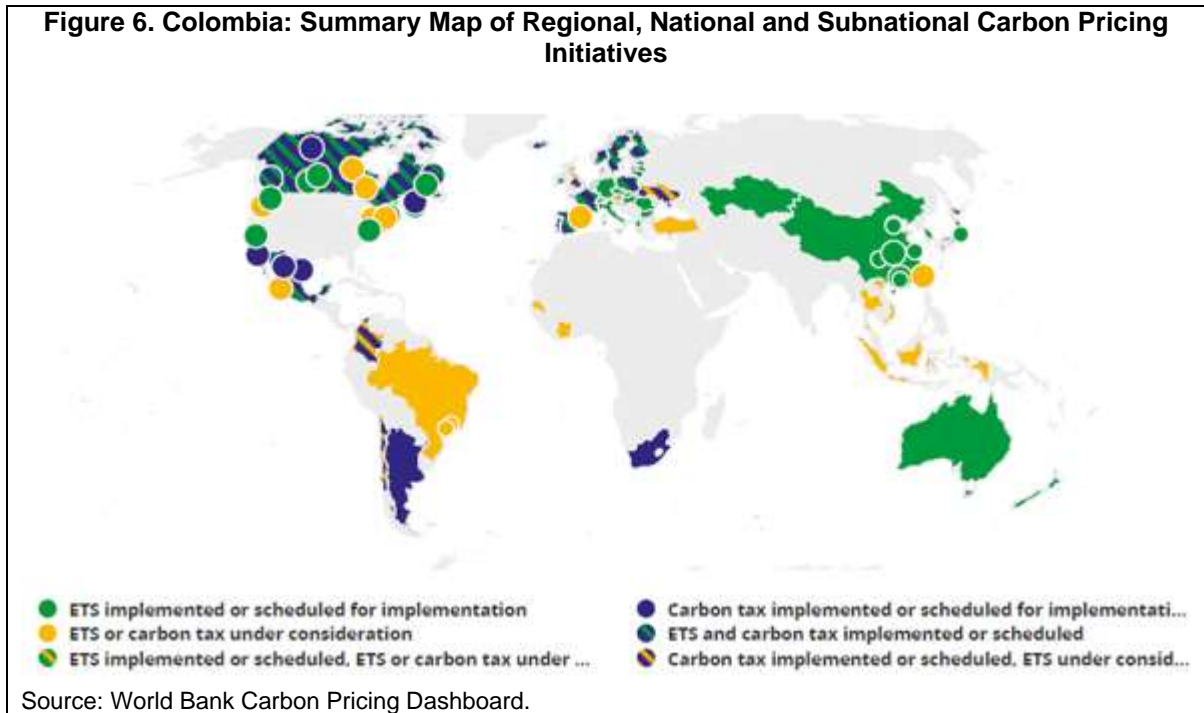 Figure 6. Colombia: Summary Map of Regional, National and Subnational Carbon Pricing
Initiatives
ETS implemented or scheduled for implementation
ETS or carbon tax under consideration
ETS implemented or scheduled, ETS or carbon tax under ...
Carbon tax implemented or scheduled for implementati...
ETS and carbon tax implemented or scheduled
Carbon tax implemented or scheduled, ETS under consid...
Source: World Bank Carbon Pricing Dashboard.